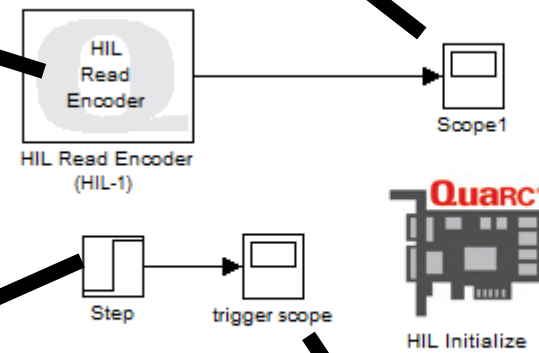 HIL
Read
Encoder
HIL Read Encoder
(HIL-1)
Scope1
QUARC
Step
trigger scope
HIL Initialize